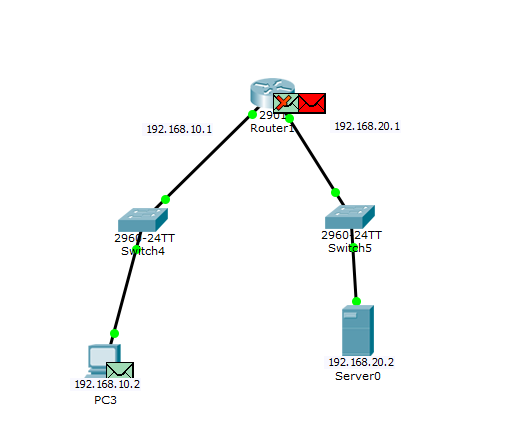 2901
Router1
192.168.10.1
192.168.20.1
2960-24TT
Switch4
2960-24TT
Switch5
192.168.20.2
Server0
192.168.10.2
PC3